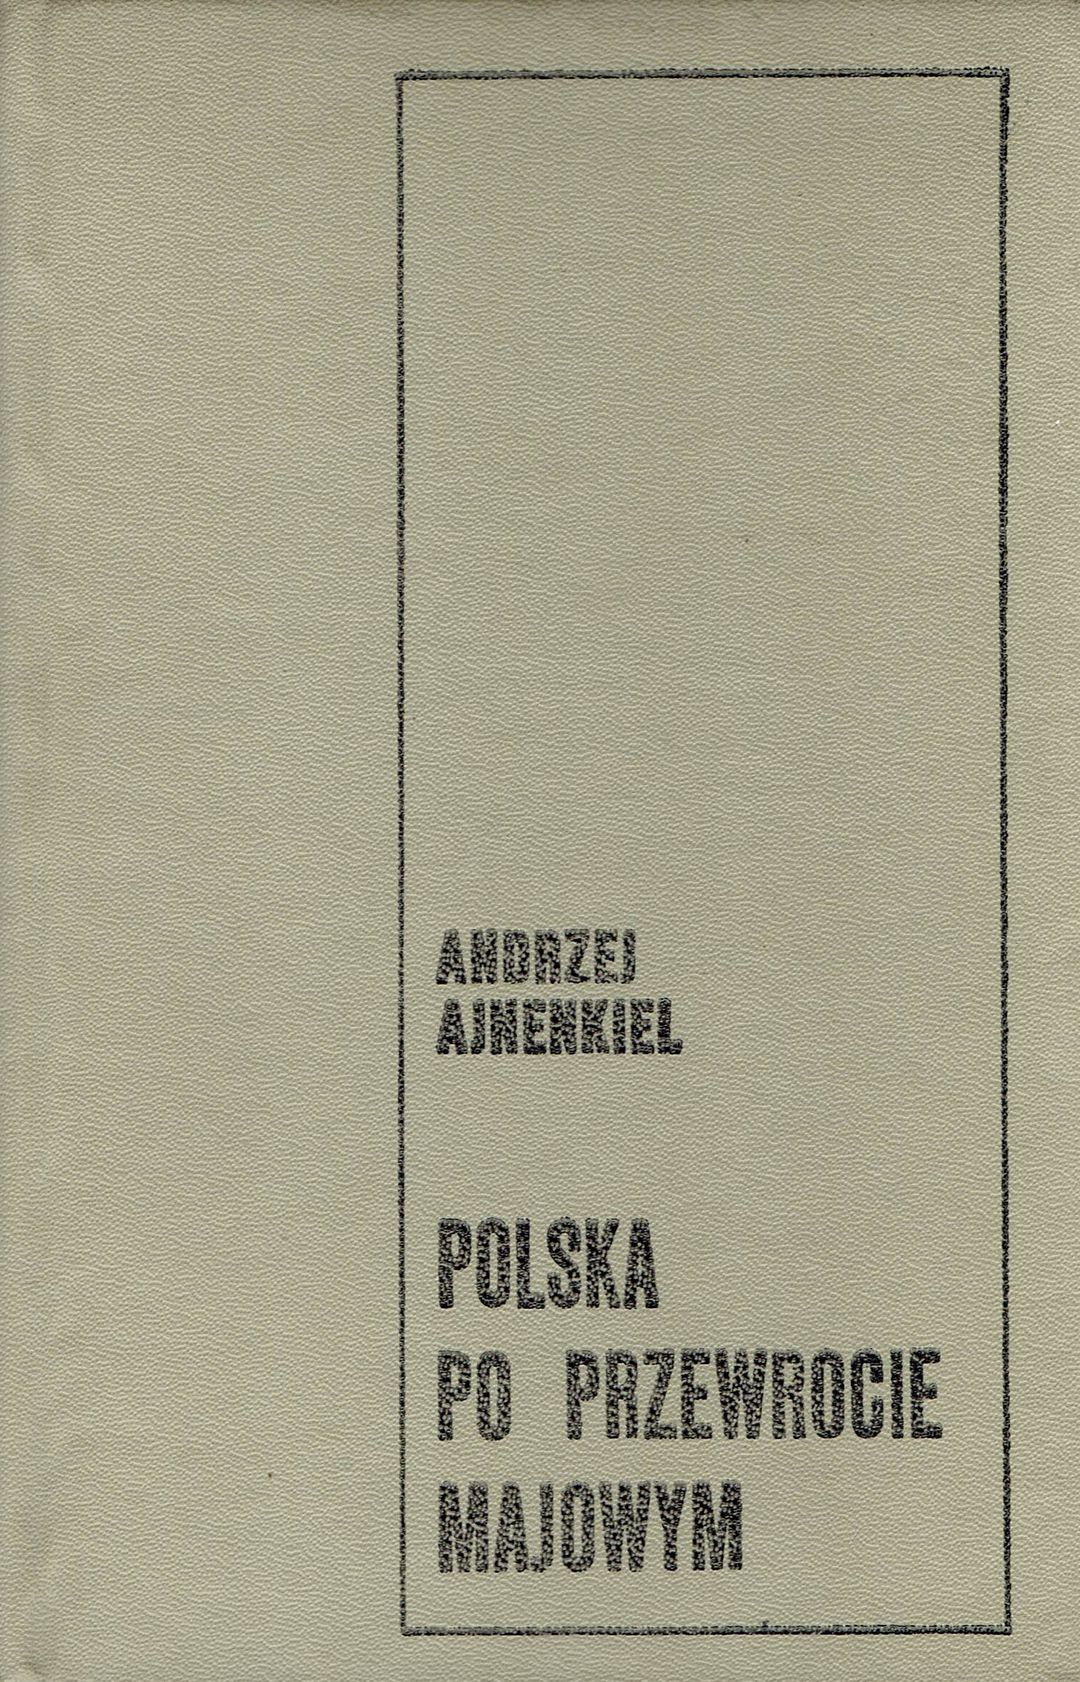 ANDRZEJ
AJNENKIEL
POLSKA
PO PRZEWROCIE
MAJOWYM